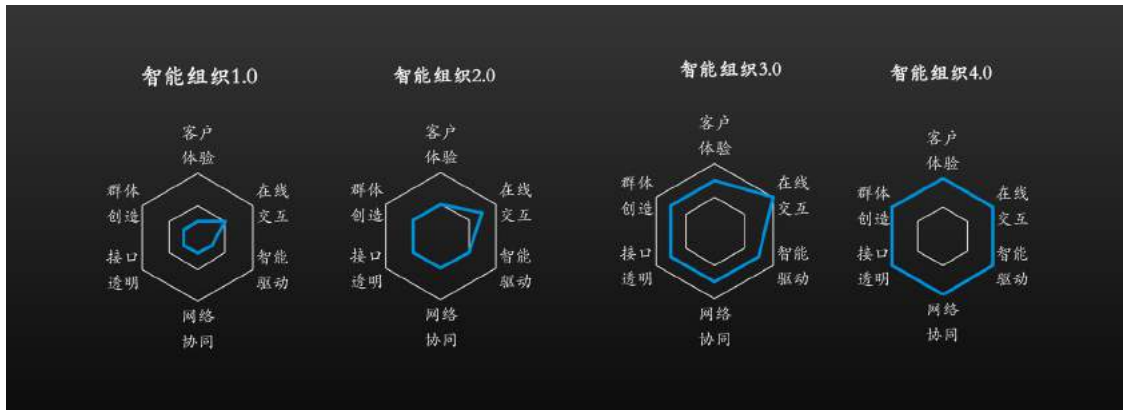 智能组织1.0
客户
体验
群体
创造
在线
交互
接口
透明
智能
驱动
网络
协同
智能组织2.0
客户
体验
群体
创造
在线
交互
接口
透明
智能
驱动
网络
协同
智能组织3.0
客户
体验
群体
创造
在线
交互
接口
透明
智能
驱动
网络
协同
智能组织4.0
客户
体验
群体
创造
在线
交互
接口
透明
智能
驱动
网络
协同